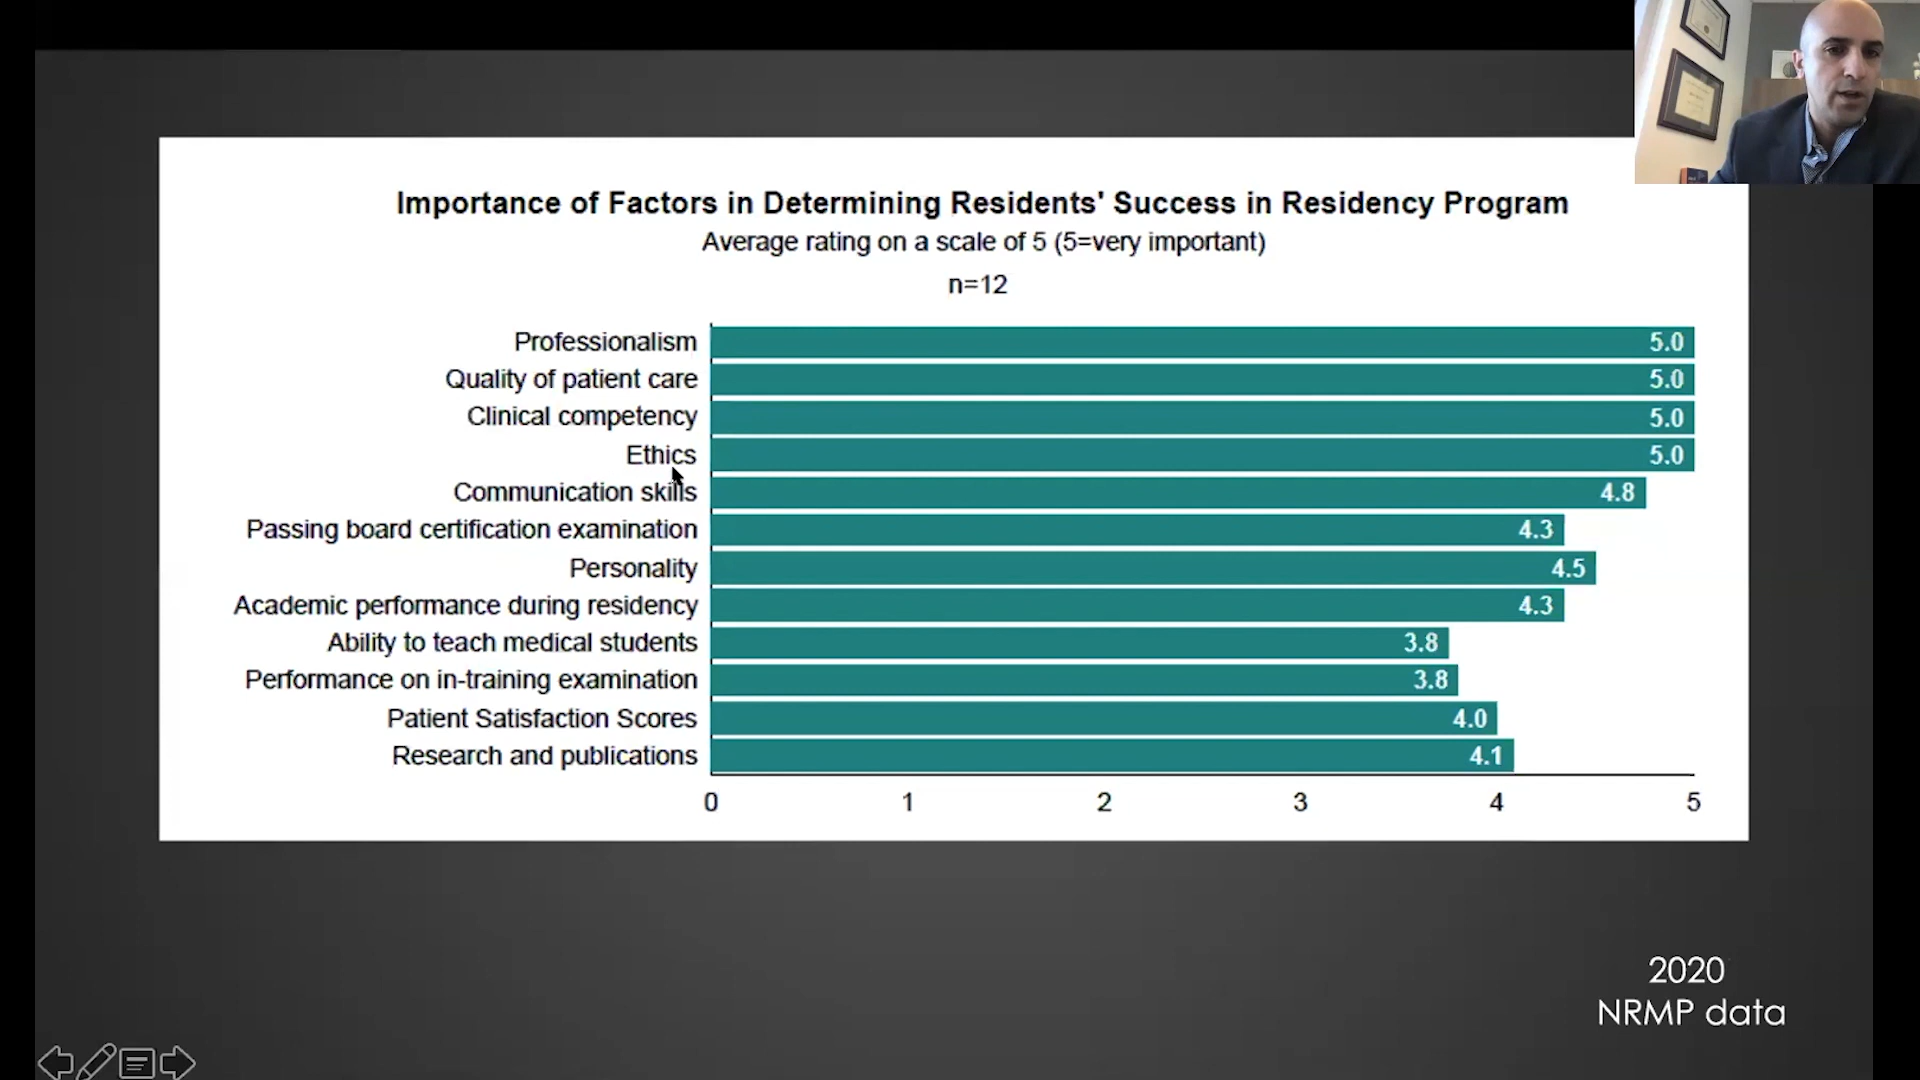 Importance of Factors in Determining Residents' Success in Residency Program
Average rating on a scale of 5 (5=very important)
n=12
Professionalism 5.0
Quality of patient care 5.0
Clinical competency 5.0
Ethics 5.0
Communication skills 4.8
Passing board certification examination 4.3
Personality 4.5
Academic performance during residency 4.3
Ability to teach medical students 3.8
Performance on in-training examination 3.8
Patient Satisfaction Scores 4.0
Research and publications 4.1
0 1 2 3 4 5
2020
NRMP data